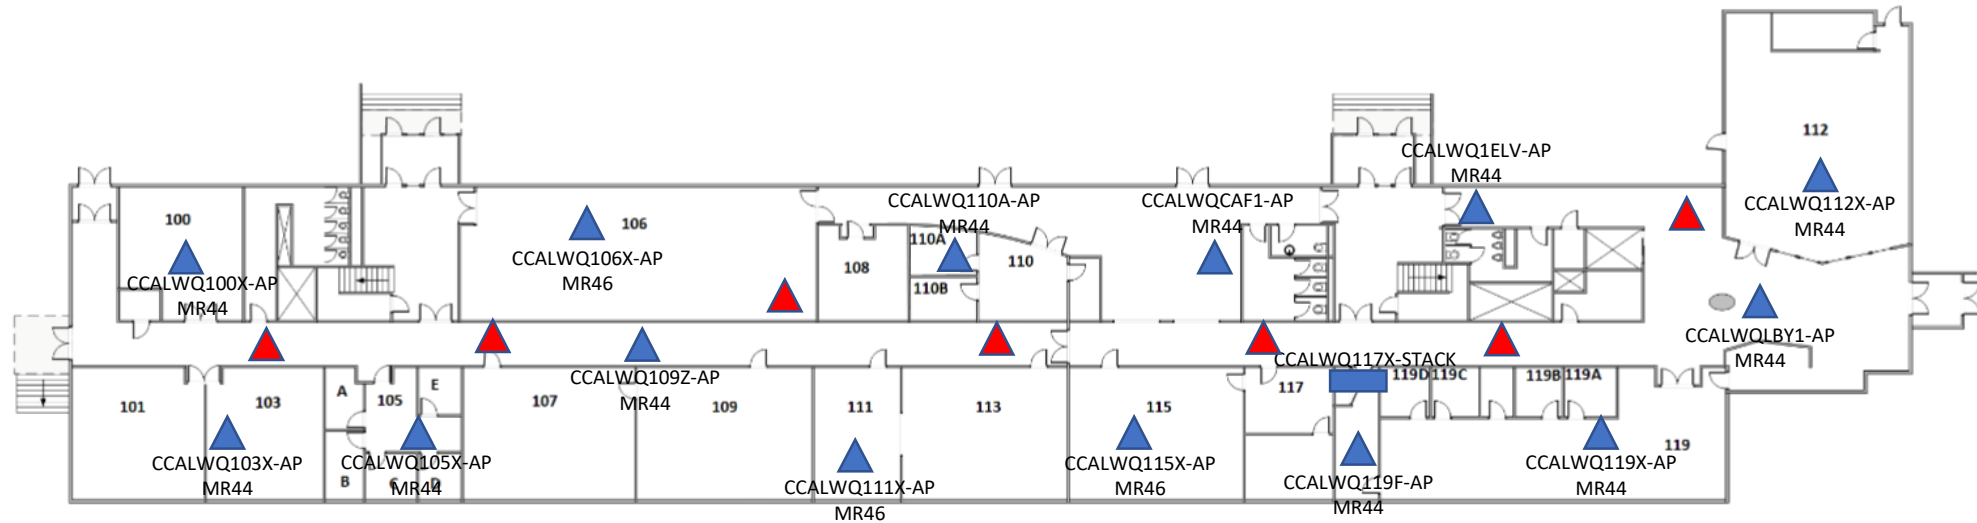 112
CCALWQ1ELV-AP
MR44
CCALWQ110A-AP
MR44
CCALWQCAF1-AP
MR44
CCALWQ112X-AP
MR44
100
106
110A
108
110
110B
CCALWQ106X-AP
MR46
CCALWQ100X-AP
MR44
CCALWQLBY1-AP
MR44
CCALWQ117X-STACK
CCALWQ109Z-AP
MR44
101
103
A
105
E
107
109
111
113
115
117
119D
119C
119B
119A
119
CCALWQ103X-AP
MR44
CCALWQ105X-AP
MR44
B
C
D
CCALWQ111X-AP
MR46
CCALWQ115X-AP
MR46
CCALWQ119F-AP
MR44
CCALWQ119X-AP
MR44